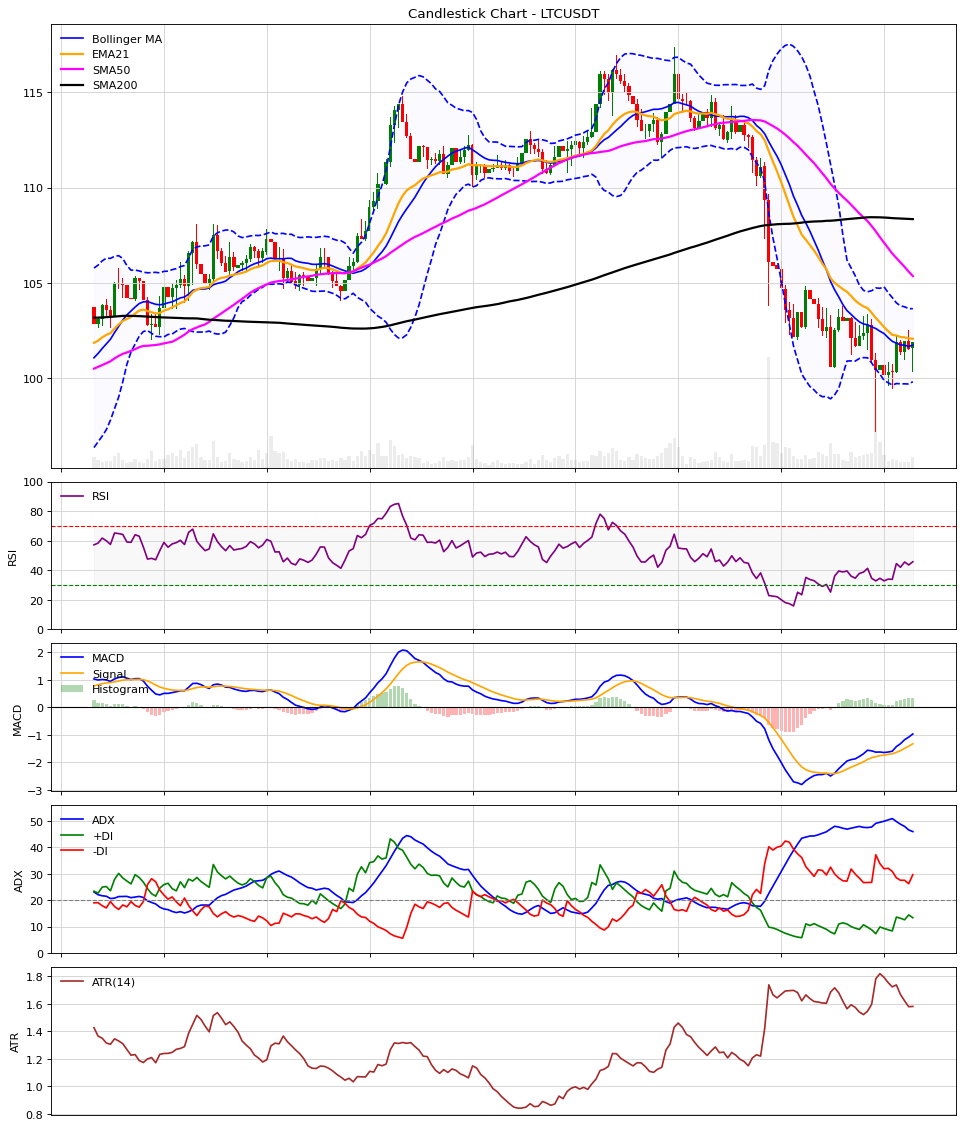 Candlestick Chart - LTCUSDT
Bollinger MA
EMA21
SMA50
SMA200
115
110
105
100
RSI
100
80
60
40
20
0
RSI
MACD
Signal
Histogram
2
1
0
−1
−2
−3
MACD
ADX
+DI
-DI
50
40
30
20
10
0
ADX
ATR(14)
1.8
1.6
1.4
1.2
1.0
0.8
ATR